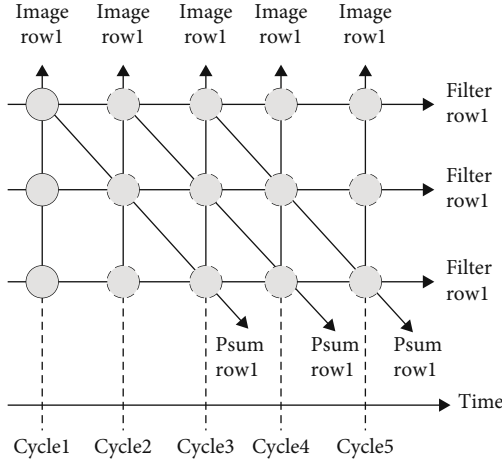 Image row1
Image row1
Image row1
Image row1
Image row1
Filter row1
Filter row1
Filter row1
Psum row1
Psum row1
Psum row1
Time
Cycle1
Cycle2
Cycle3
Cycle4
Cycle5